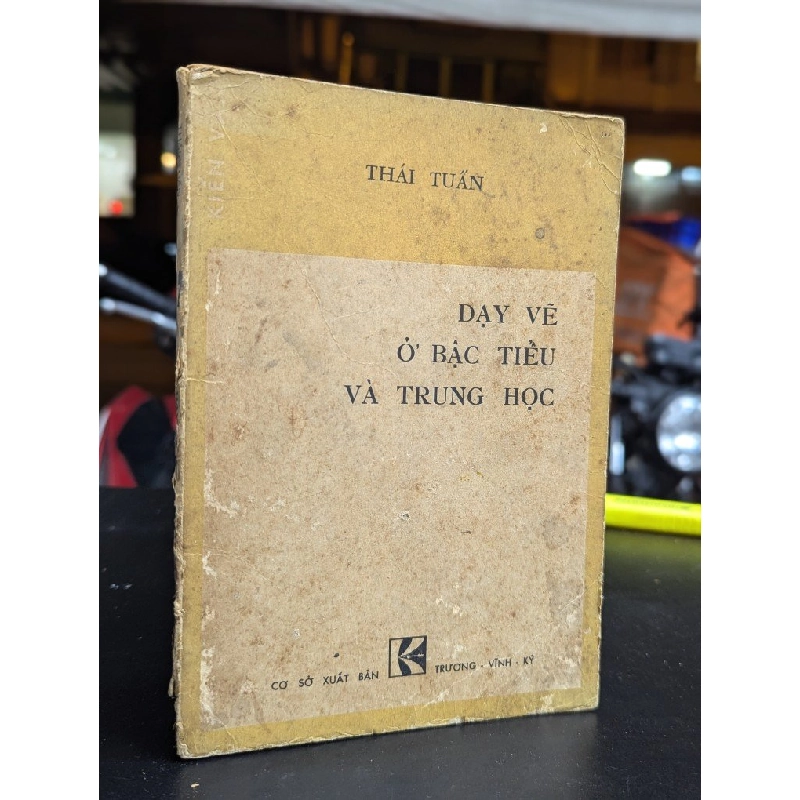 THÁI TUẤN
DẠY VẼ
Ở BẬC TIỂU
VÀ TRUNG HỌC
CƠ SỞ XUẤT BẢN K TRƯƠNG - VĨNH - KÝ